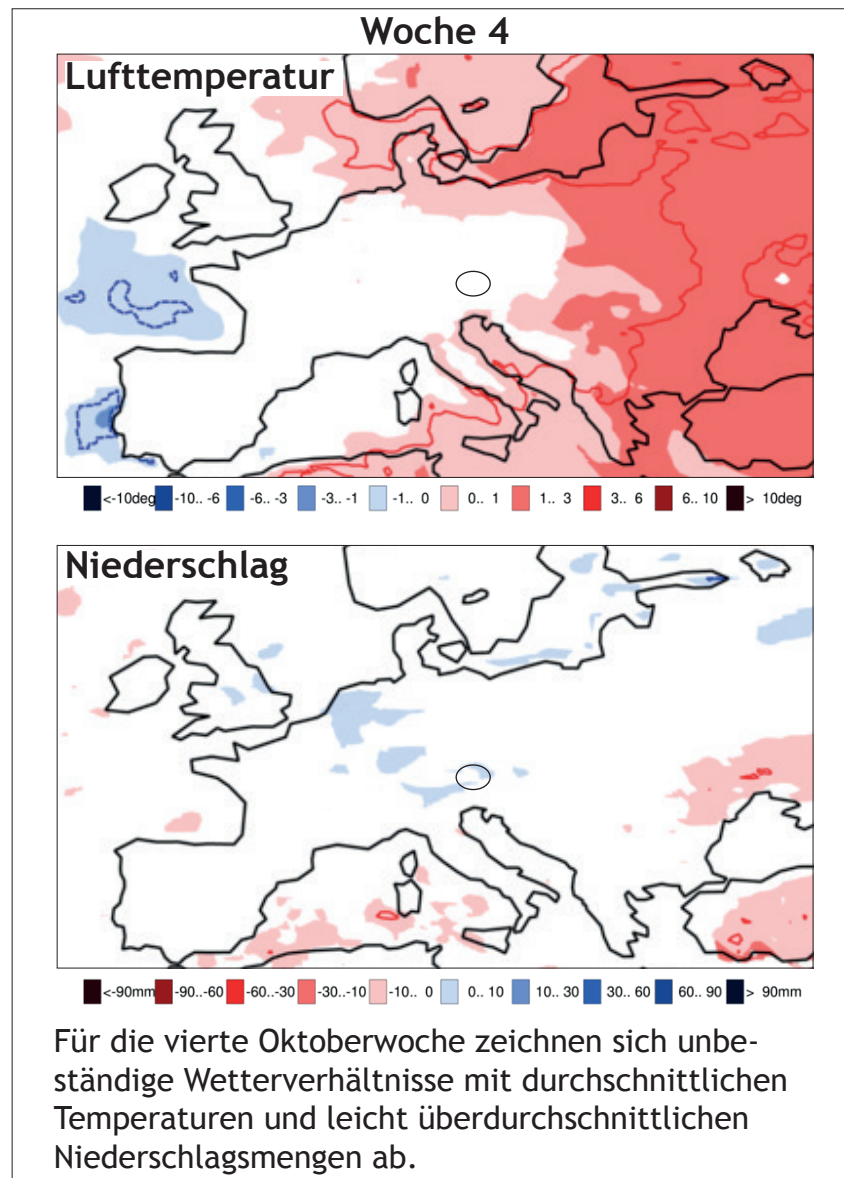 Woche 4
Lufttemperatur
<-10deg -10.. -6 -6.. -3 -3.. -1 -1.. 0 0.. 1 1.. 3 3.. 6 6.. 10 > 10deg
Niederschlag
<-90mm -90..-60 -60..-30 -30..-10 -10.. 0 0.. 10 10.. 30 30.. 60 60.. 90 > 90mm
Für die vierte Oktoberwoche zeichnen sich unbe-
ständige Wetterverhältnisse mit durchschnittlichen
Temperaturen und leicht überdurchschnittlichen
Niederschlagsmengen ab.